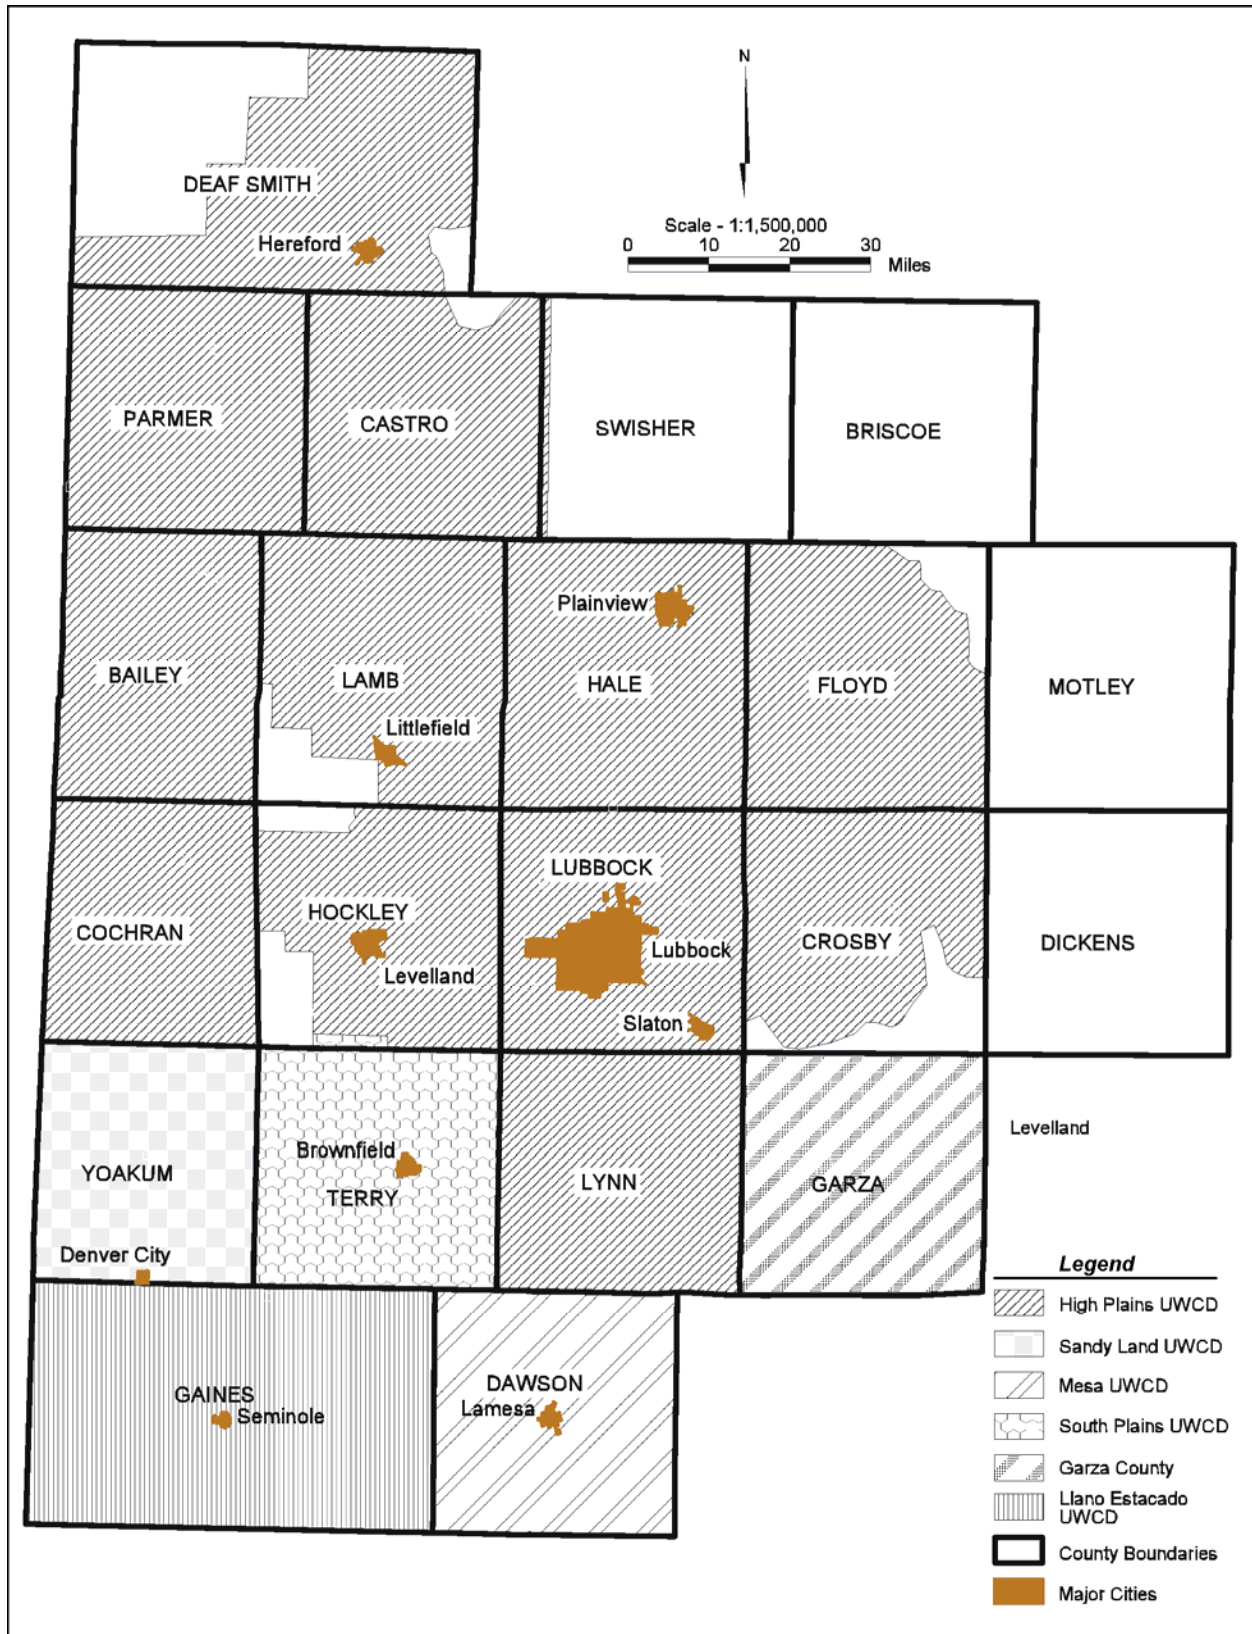 N
DEAF SMITH
Scale - 1:1,500,000
0 10 20 30
Miles
Hereford
PARMER
CASTRO
SWISHER
BRISCOE
Plainview
BAILEY
LAMB
HALE
FLOYD
MOTLEY
Littlefield
LUBBOCK
HOCKLEY
COCHRAN
CROSBY
DICKENS
Lubbock
Levelland
Slaton
Levelland
Brownfield
YOAKUM
TERRY
LYNN
GARZA
Denver City
GAINES
Seminole
DAWSON
Lamesa
Legend
High Plains UWCD
Sandy Land UWCD
Mesa UWCD
South Plains UWCD
Garza County
Llano Estacado
UWCD
County Boundaries
Major Cities